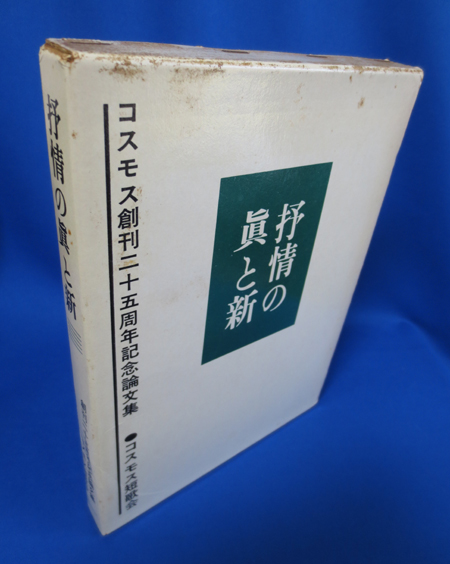 抒情の
眞と新
コスモス創刊二十五周年記念論文集 ●コスモス短歌会
抒情の眞と新